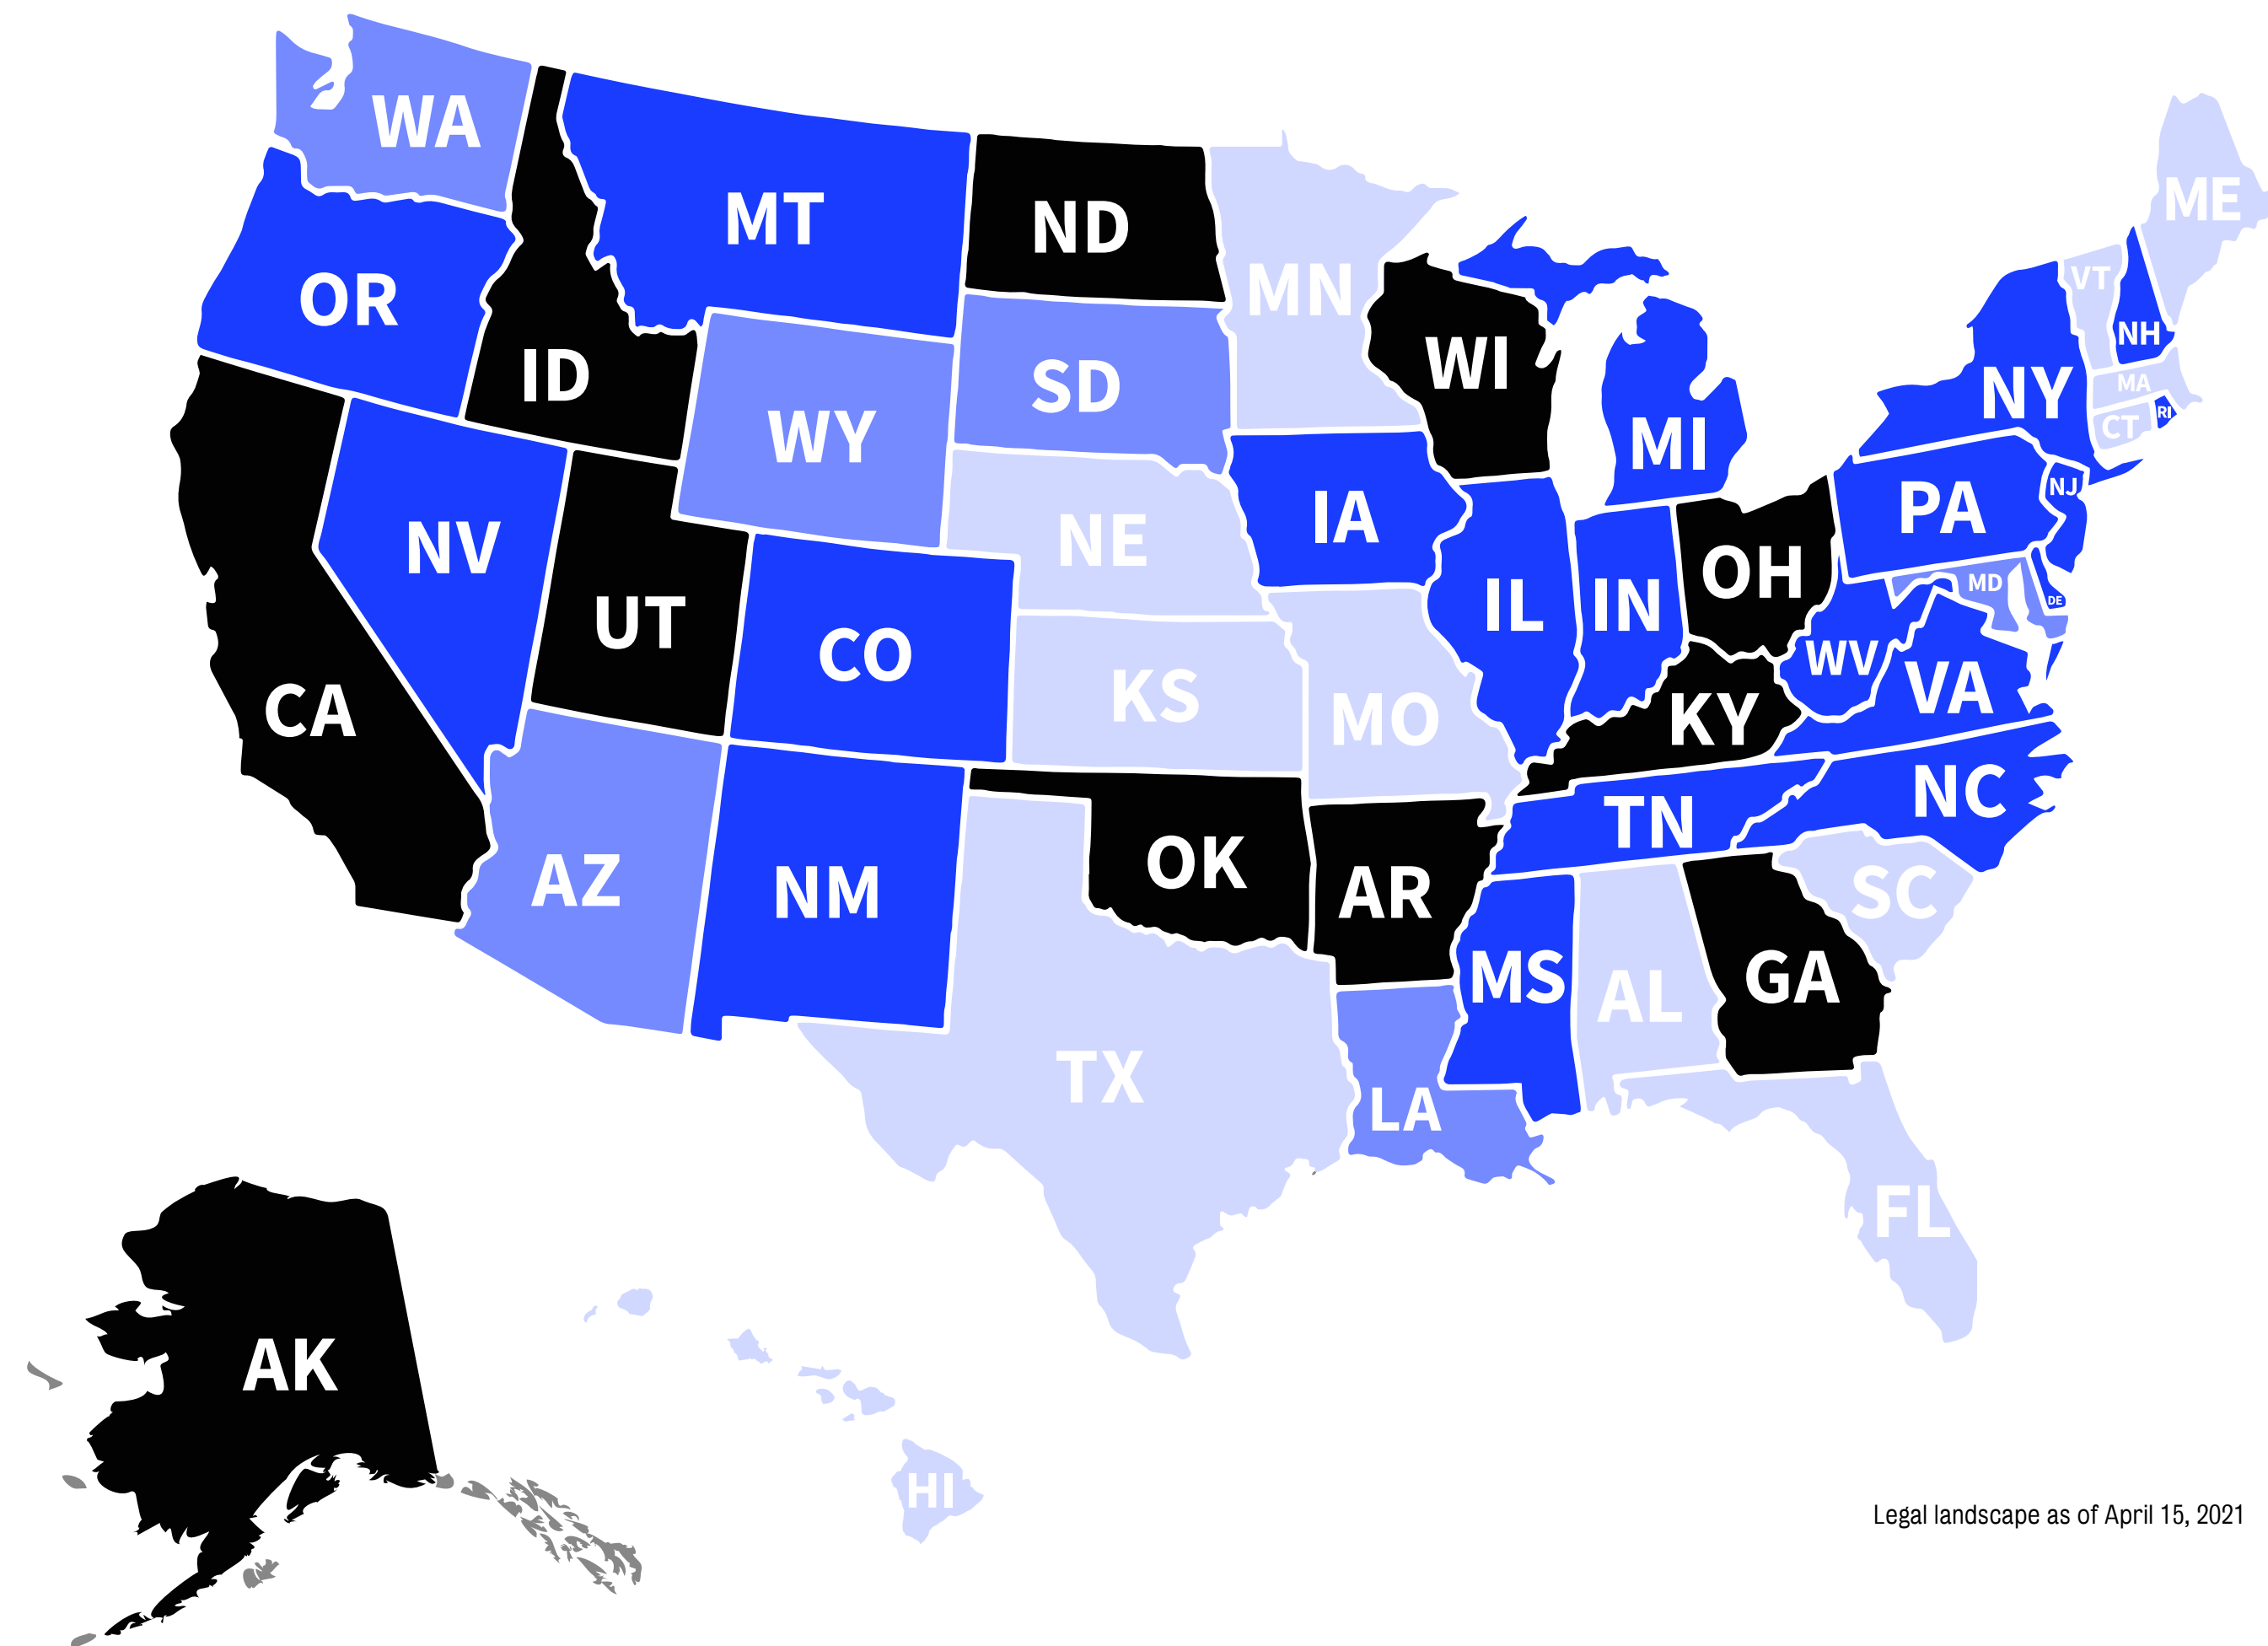 WA
ME
MT
ND
VT
MN
OR
NH
WI
ID
SD
MA
NY
RI
WY
CT
MI
NJ
PA
IA
NE
NV
OH
MD
DE
IL
IN
UT
CO
WV
VA
KS
CA
MO
KY
NC
TN
OK
AZ
NM
AR
SC
MS
GA
AL
TX
LA
FL
AK
HI
Legal landscape as of April 15, 2021